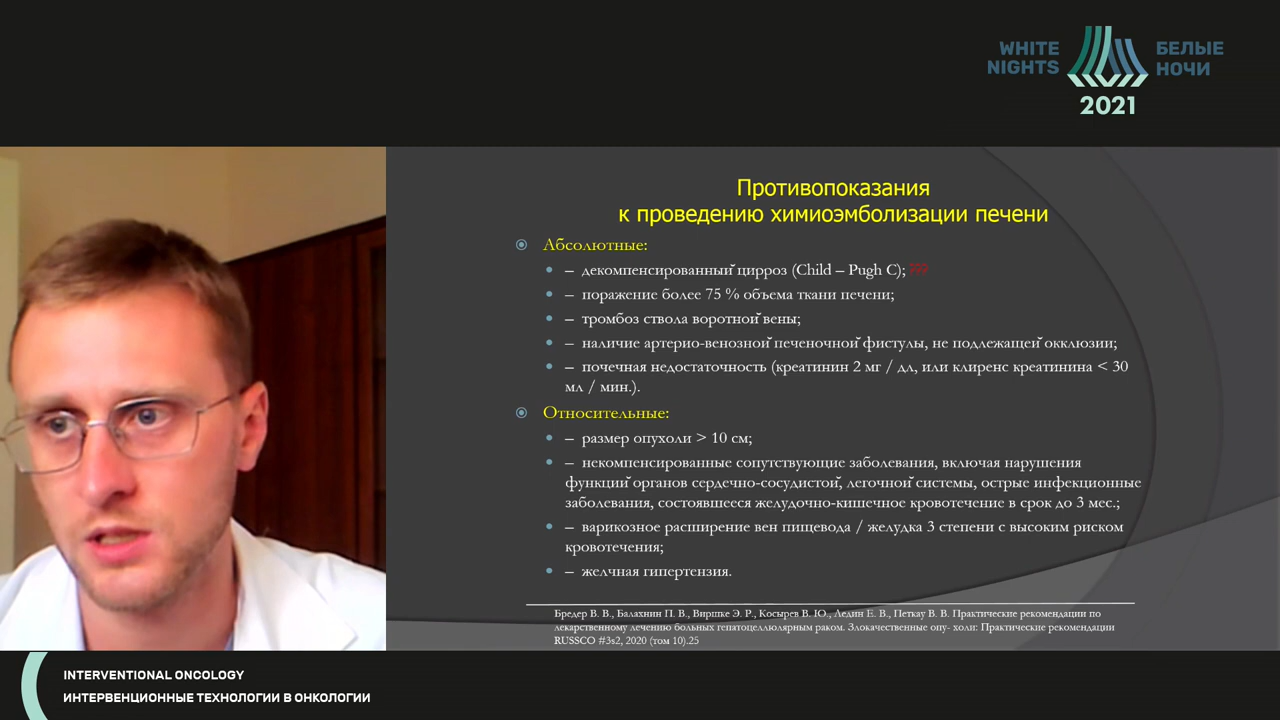 WHITE
NIGHTS
БЕЛЫЕ
НОЧИ
2021
Противопоказания
к проведению химиоэмболизации печени
Абсолютные:
– декомпенсированный цирроз (Child – Pugh C); ???
– поражение более 75 % объема ткани печени;
– тромбоз ствола воротной вены;
– наличие артерио-венозной печеночной фистулы, не подлежащей окклюзии;
– почечная недостаточность (креатинин 2 мг / дл, или клиренс креатинина < 30
мл / мин.).
Относительные:
– размер опухоли > 10 см;
– некомпенсированные сопутствующие заболевания, включая нарушения
функций органов сердечно-сосудистой, легочной системы, острые инфекционные
заболевания, состоявшееся желудочно-кишечное кровотечение в срок до 3 мес.;
– варикозное расширение вен пищевода / желудка 3 степени с высоким риском
кровотечения;
– желчная гипертензия.
Бредер В. В., Балахнин П. В., Виршке Э. Р., Косырев В. Ю., Ледин Е. В., Петкау В. В. Практические рекомендации по
лекарственному лечению больных гепатоцеллюлярным раком. Злокачественные опу- холи: Практические рекомендации
RUSSCO #3s2, 2020 (том 10).25
INTERVENTIONAL ONCOLOGY
ИНТЕРВЕНЦИОННЫЕ ТЕХНОЛОГИИ В ОНКОЛОГИИ